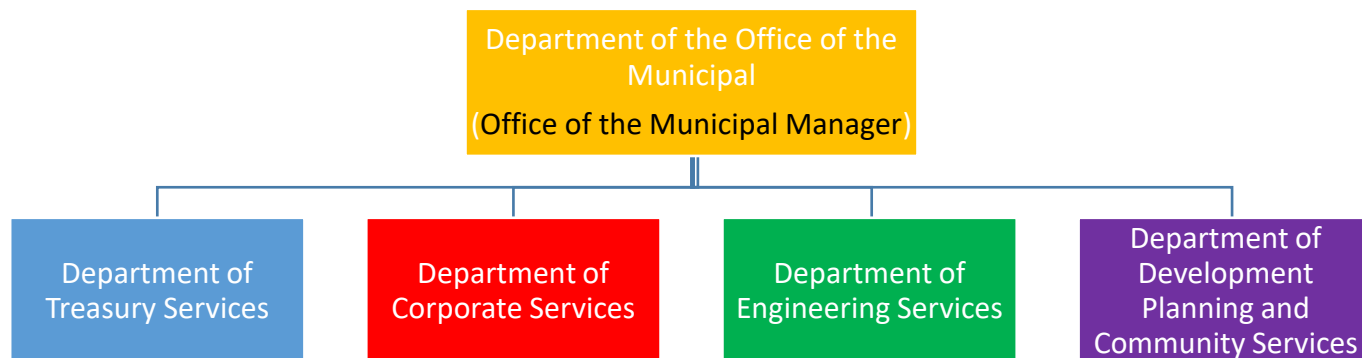 Department of the Office of the
Municipal
(Office of the Municipal Manager)
Department of
Treasury Services
Department of
Corporate Services
Department of
Engineering Services
Department of
Development
Planning and
Community Services